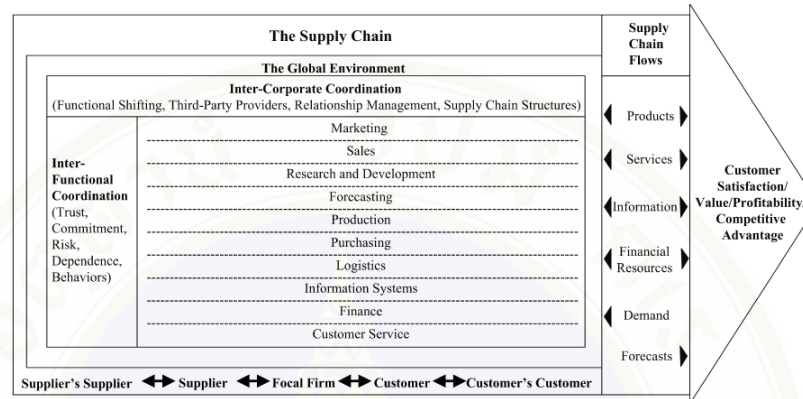 The Supply Chain
The Global Environment
Inter-Corporate Coordination
(Functional Shifting, Third-Party Providers, Relationship Management, Supply Chain Structures)
Inter-
Functional
Coordination
(Trust,
Commitment,
Risk,
Dependence,
Behaviors)
Marketing
Sales
Research and Development
Forecasting
Production
Purchasing
Logistics
Information Systems
Finance
Customer Service
Supplier's Supplier Supplier Focal Firm Customer Customer's Customer
Supply
Chain
Flows
Products
Services
Information
Financial
Resources
Demand
Forecasts
Customer
Satisfaction/
Value/Profitability/
Competitive
Advantage